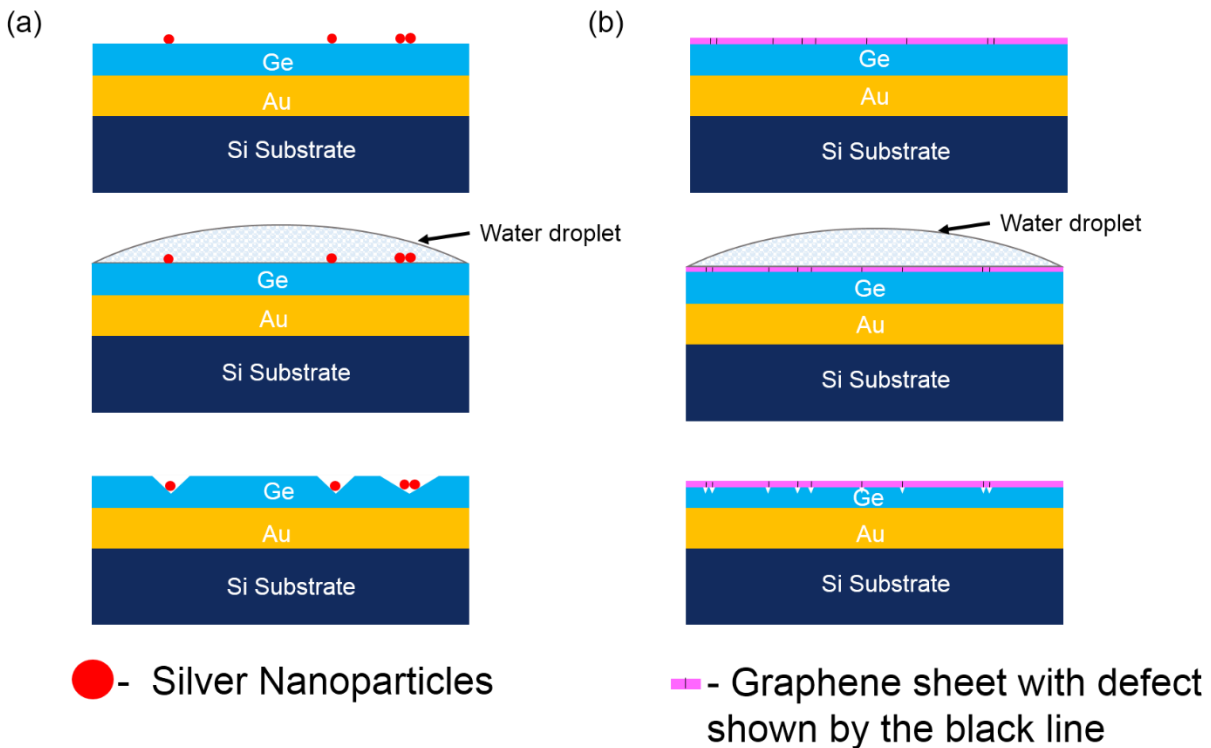 (a)
Ge
Au
Si Substrate
Water droplet
Ge
Au
Si Substrate
Ge
Au
Si Substrate
- Silver Nanoparticles
(b)
Ge
Au
Si Substrate
Water droplet
Ge
Au
Si Substrate
Ge
Au
Si Substrate
- Graphene sheet with defect
shown by the black line